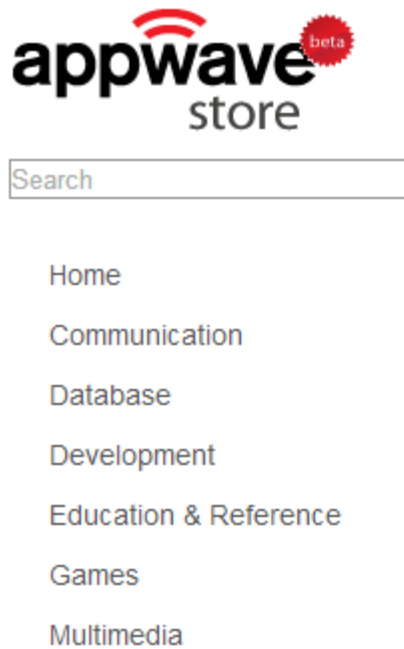 appwave beta
store
Search
Home
Communication
Database
Development
Education & Reference
Games
Multimedia